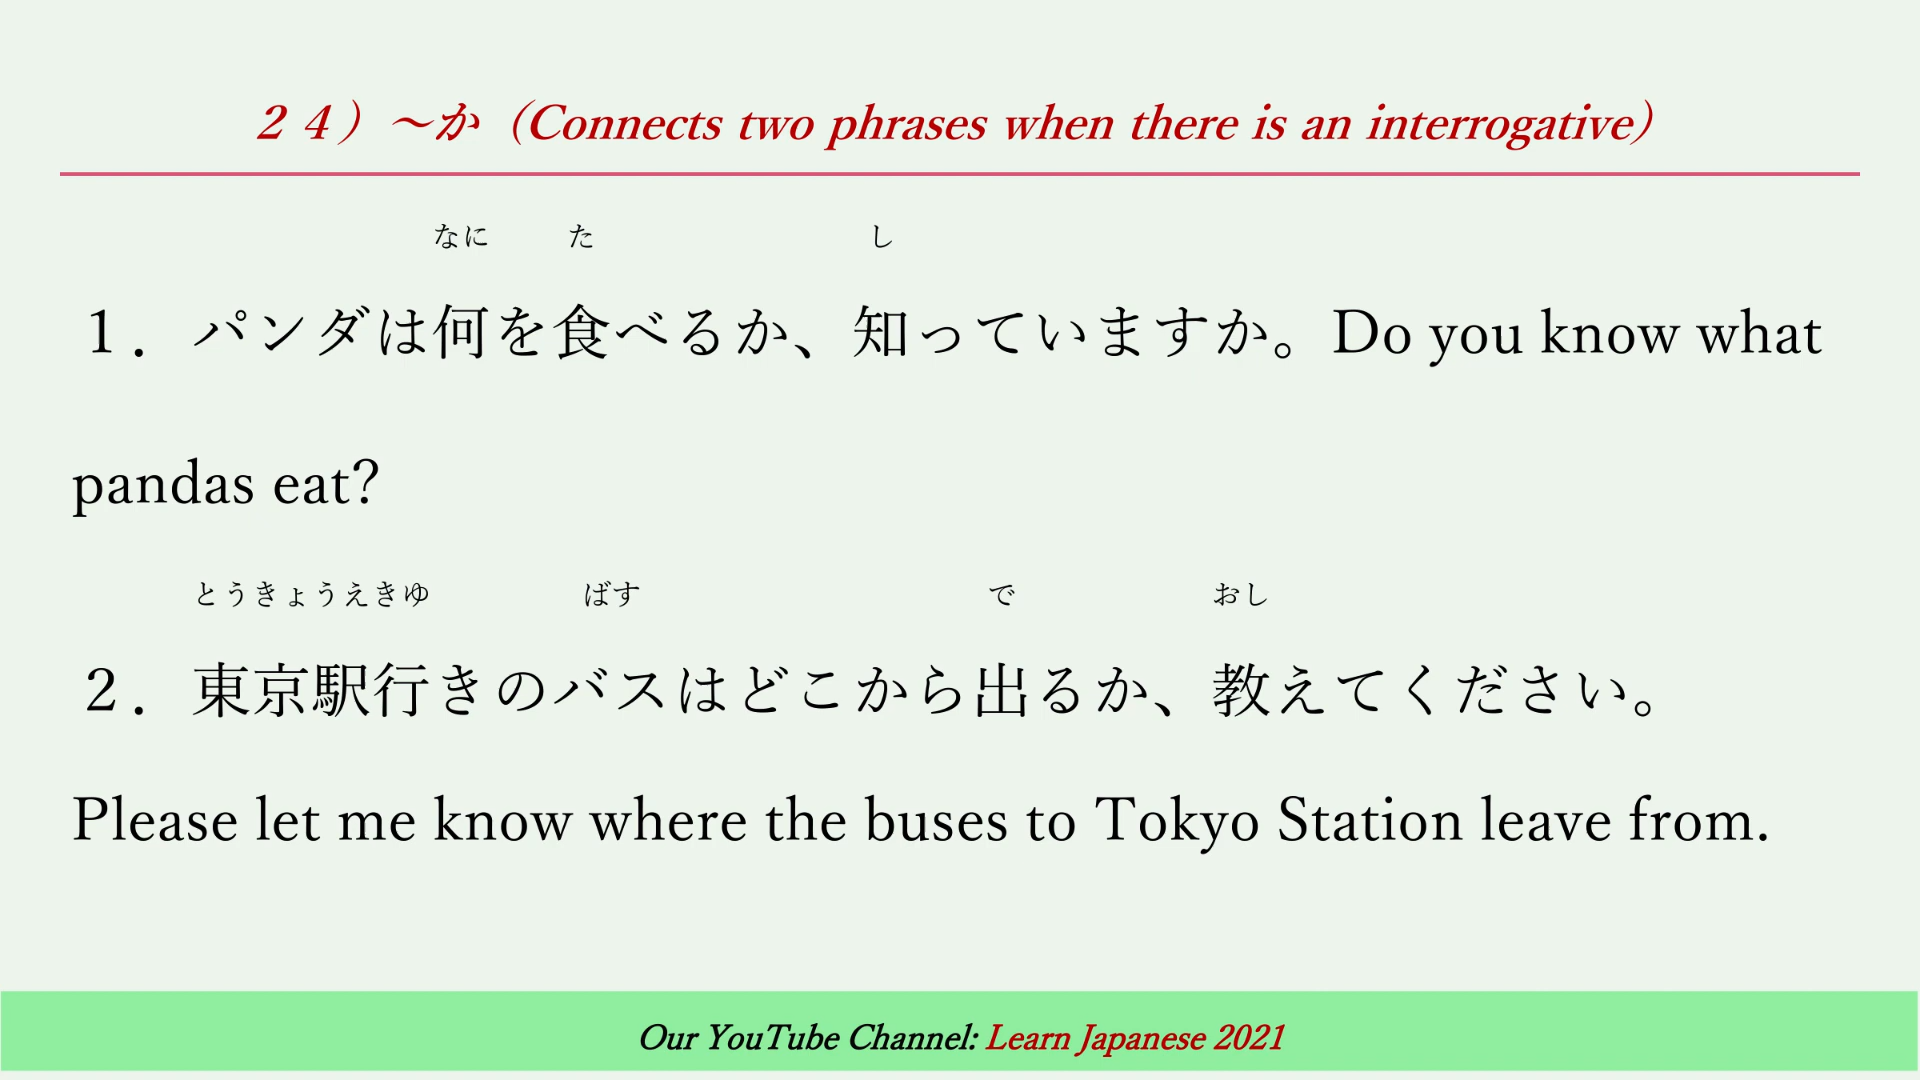 ２４）～か（Connects two phrases when there is an interrogative）
なに た し
１．パンダは何を食べるか、知っていますか。Do you know what
pandas eat?
とうきょうえきゆ ばす で おし
２．東京駅行きのバスはどこから出るか、教えてください。
Please let me know where the buses to Tokyo Station leave from.
Our YouTube Channel: Learn Japanese 2021